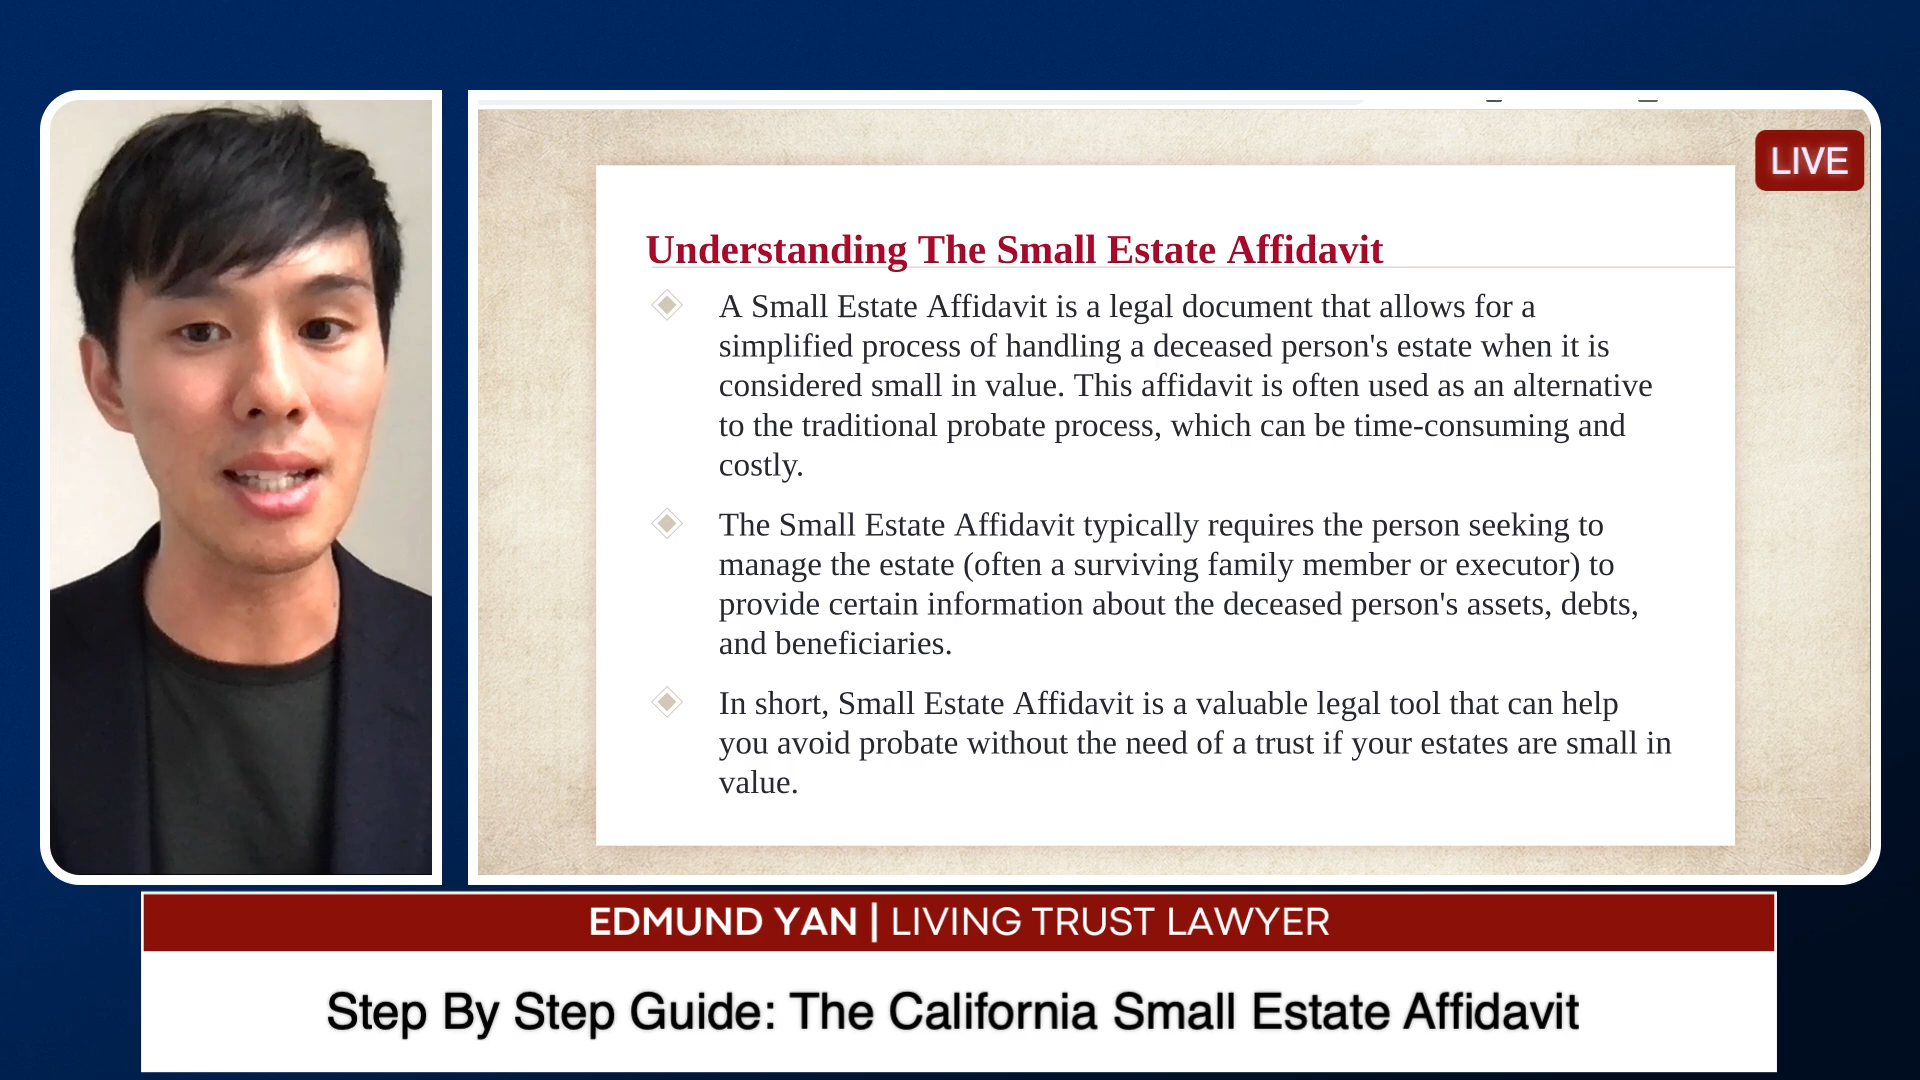 LIVE
Understanding The Small Estate Affidavit
A Small Estate Affidavit is a legal document that allows for a
simplified process of handling a deceased person's estate when it is
considered small in value. This affidavit is often used as an alternative
to the traditional probate process, which can be time-consuming and
costly.
The Small Estate Affidavit typically requires the person seeking to
manage the estate (often a surviving family member or executor) to
provide certain information about the deceased person's assets, debts,
and beneficiaries.
In short, Small Estate Affidavit is a valuable legal tool that can help
you avoid probate without the need of a trust if your estates are small in
value.
EDMUND YAN | LIVING TRUST LAWYER
Step By Step Guide: The California Small Estate Affidavit